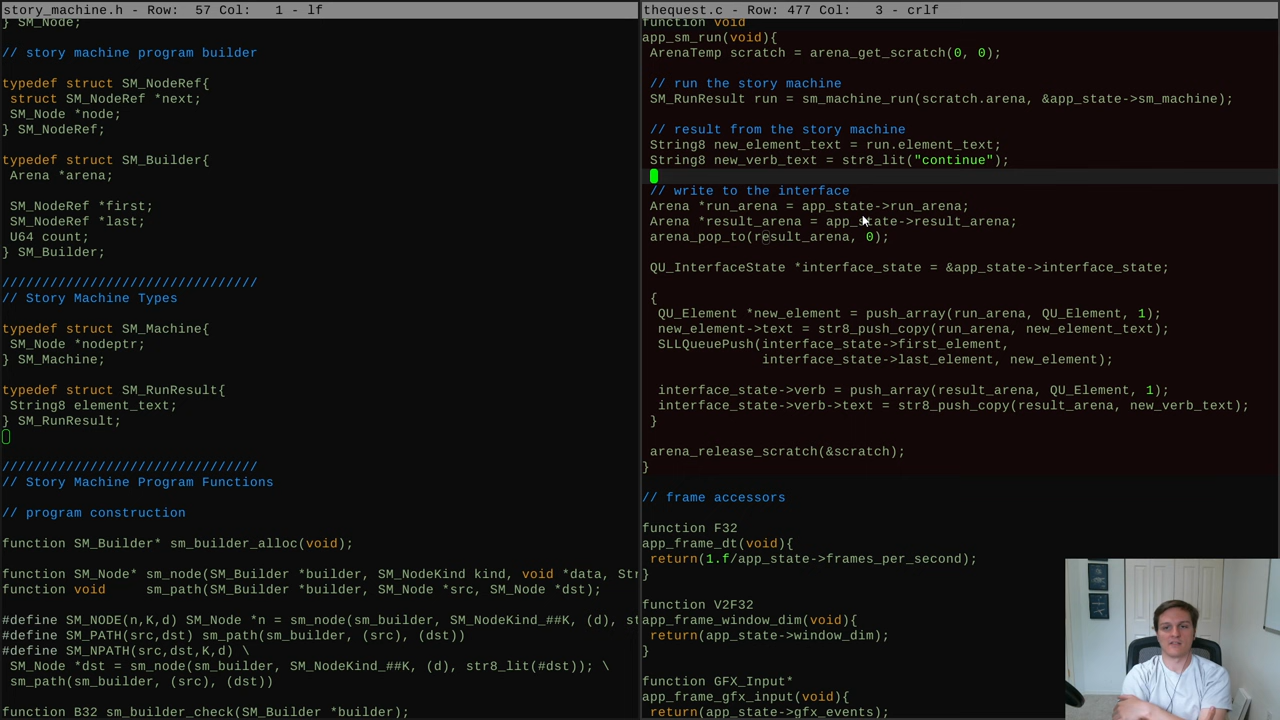 story_machine.h - Row:  57 Col:   1 - lf
} SM_Node;
// story machine program builder
typedef struct SM_NodeRef{
struct SM_NodeRef *next;
SM_Node *node;
} SM_NodeRef;
typedef struct SM_Builder{
Arena *arena;
SM_NodeRef *first;
SM_NodeRef *last;
U64 count;
} SM_Builder;
////////////////////////////////
// Story Machine Types
typedef struct SM_Machine{
SM_Node *nodeptr;
} SM_Machine;
typedef struct SM_RunResult{
String8 element_text;
} SM_RunResult;
////////////////////////////////
// Story Machine Program Functions
// program construction
function SM_Builder* sm_builder_alloc(void);
function SM_Node* sm_node(SM_Builder *builder, SM_NodeKind kind, void *data, Str
function void     sm_path(SM_Builder *builder, SM_Node *src, SM_Node *dst);
#define SM_NODE(n,K,d) SM_Node *n = sm_node(sm_builder, SM_NodeKind_##K, (d), st
#define SM_PATH(src,dst) sm_path(sm_builder, (src), (dst))
#define SM_NPATH(src,dst,K,d) \
SM_Node *dst = sm_node(sm_builder, SM_NodeKind_##K, (d), str8_lit(#dst)); \
sm_path(sm_builder, (src), (dst))
function B32 sm_builder_check(SM_Builder *builder);
thequest.c - Row: 477 Col:   3 - crlf
function void
app_sm_run(void){
ArenaTemp scratch = arena_get_scratch(0, 0);
// run the story machine
SM_RunResult run = sm_machine_run(scratch.arena, &app_state->sm_machine);
// result from the story machine
String8 new_element_text = run.element_text;
String8 new_verb_text = str8_lit("continue");
// write to the interface
Arena *run_arena = app_state->run_arena;
Arena *result_arena = app_state->result_arena;
arena_pop_to(result_arena, 0);
QU_InterfaceState *interface_state = &app_state->interface_state;
{
QU_Element *new_element = push_array(run_arena, QU_Element, 1);
new_element->text = str8_push_copy(run_arena, new_element_text);
SLLQueuePush(interface_state->first_element,
interface_state->last_element, new_element);
interface_state->verb = push_array(result_arena, QU_Element, 1);
interface_state->verb->text = str8_push_copy(result_arena, new_verb_text);
}
arena_release_scratch(&scratch);
}
// frame accessors
function F32
app_frame_dt(void){
return(1.f/app_state->frames_per_second);
}
function V2F32
app_frame_window_dim(void){
return(app_state->window_dim);
}
function GFX_Input*
app_frame_gfx_input(void){
return(app_state->gfx_events);